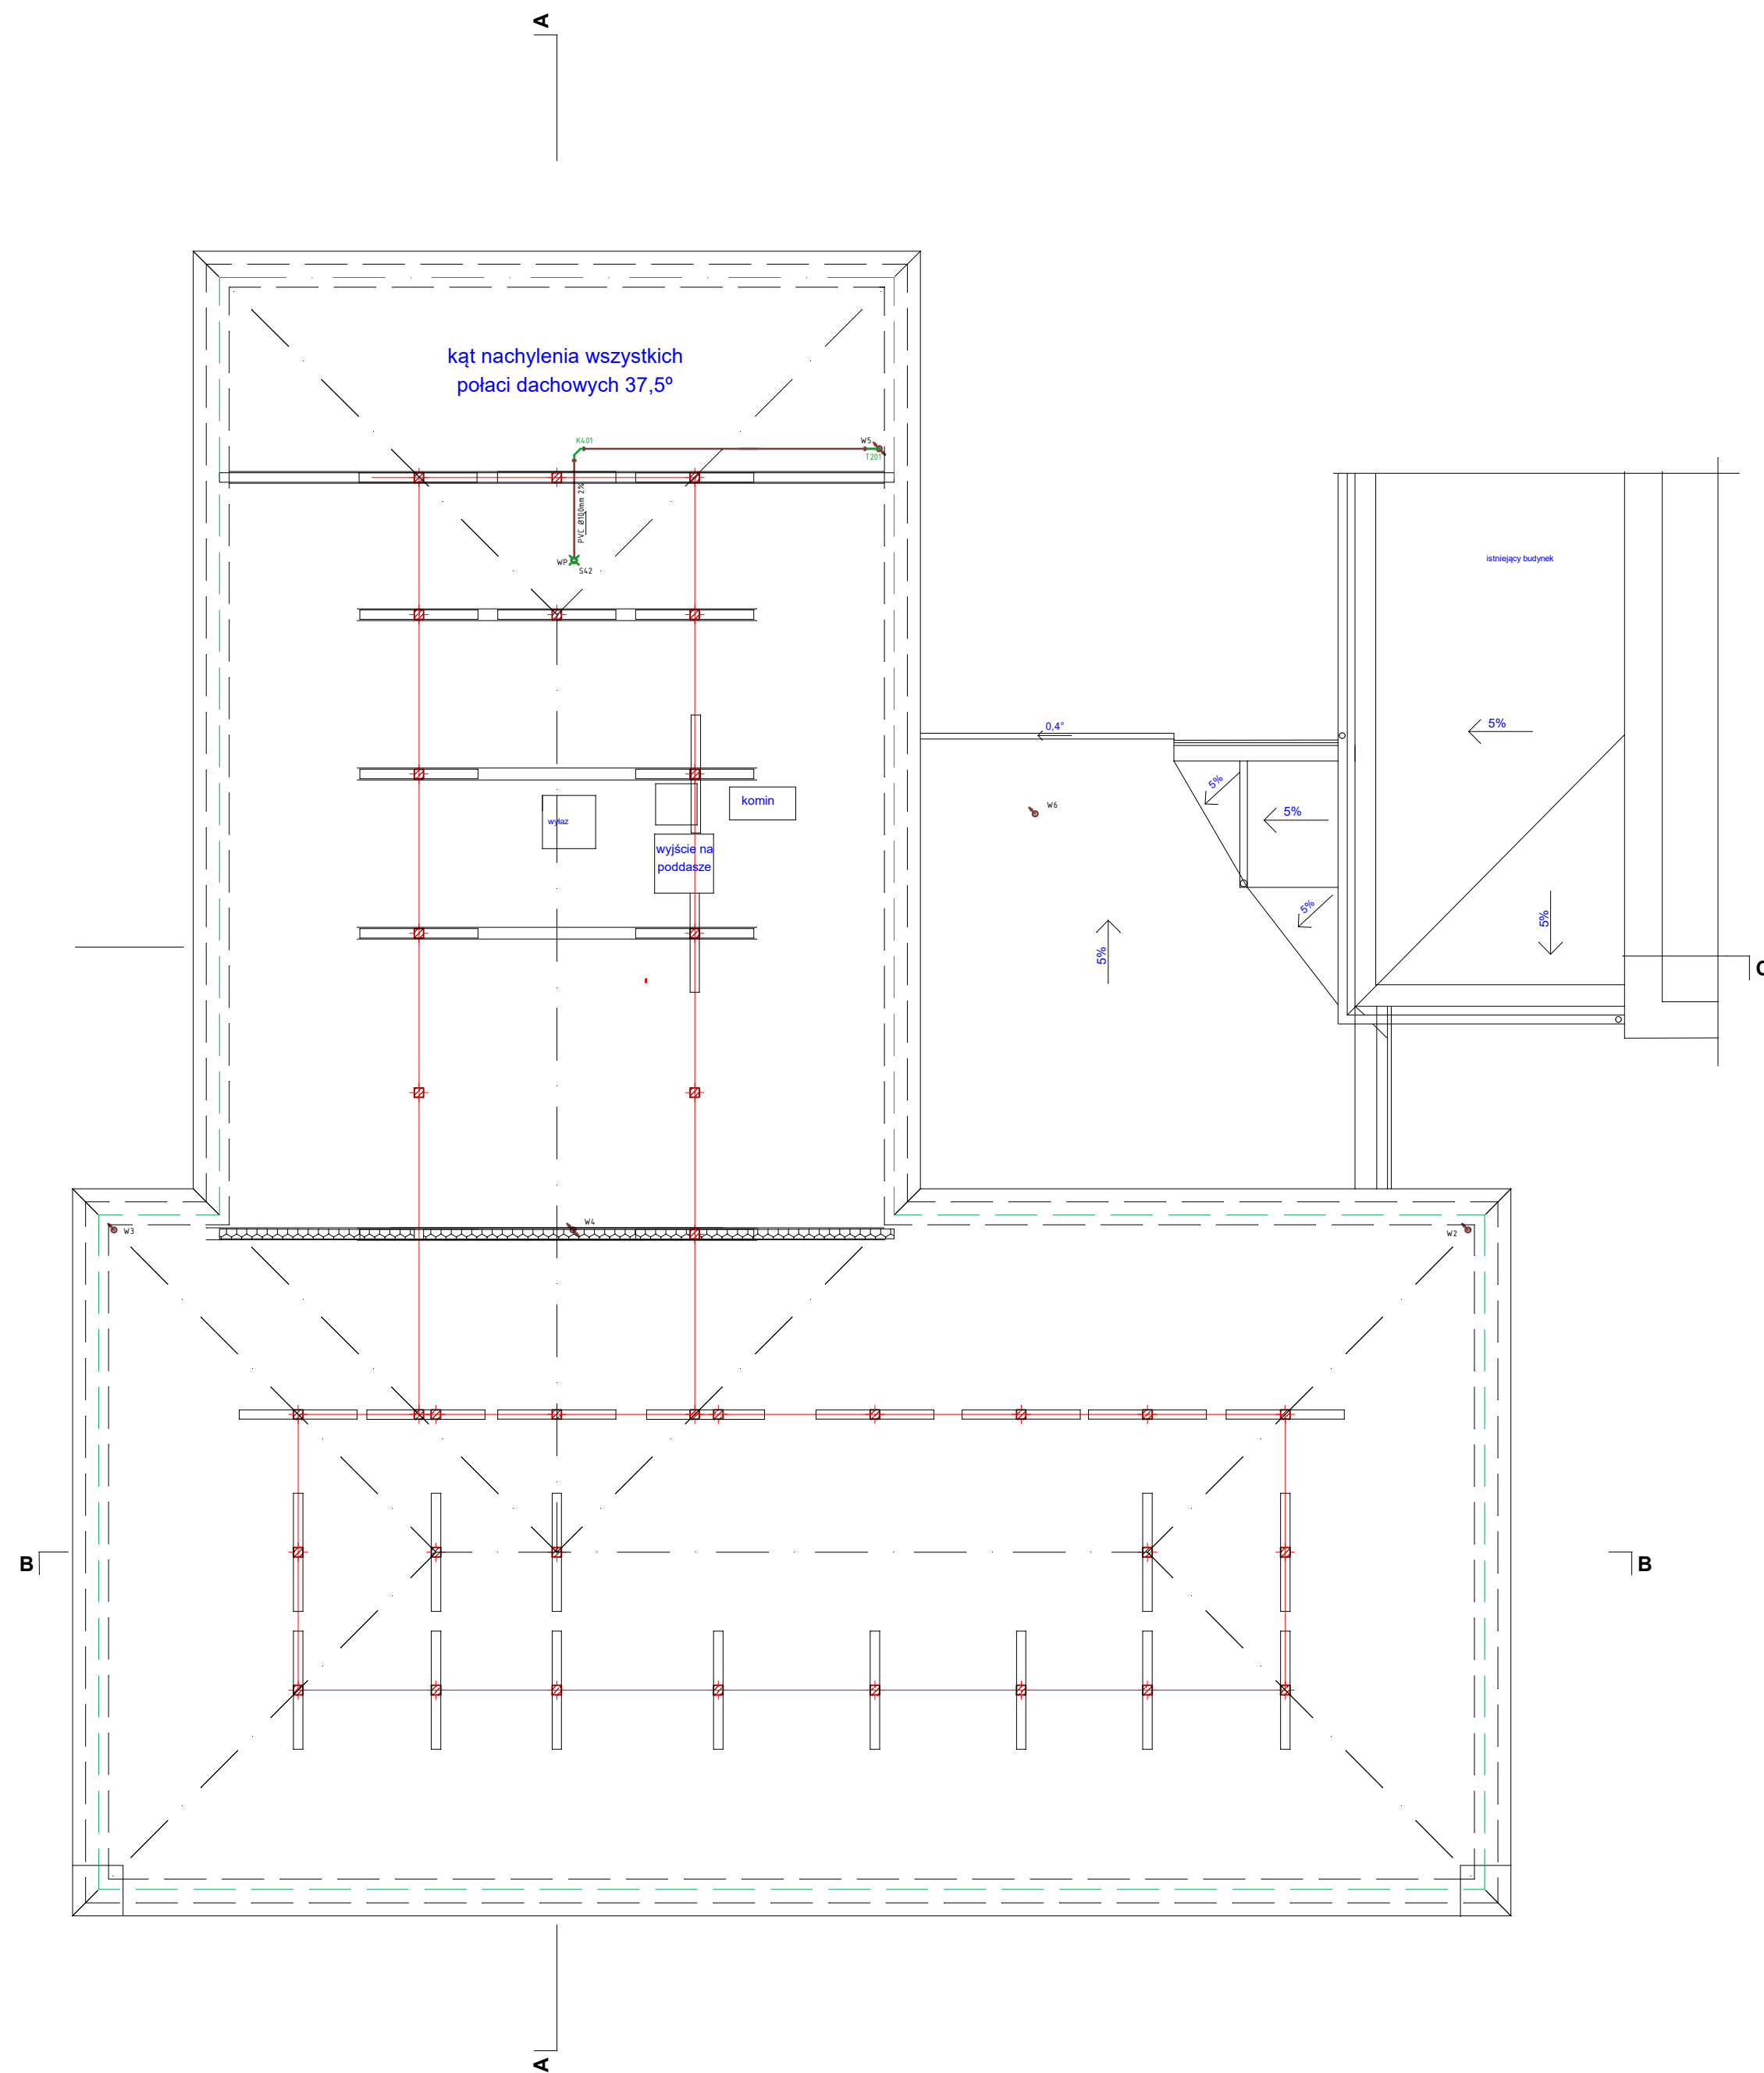 A
kąt nachylenia wszystkich
połaci dachowych 37,5º
K401
W5
T201
PVC Ø100mm 2%
WP
S42
istniejący budynek
0,4°
5%
5%
5%
komin
W6
wyłaz
wyjście na
poddasze
5%
5%
5%
C
W3
W4
W2
B
B
A